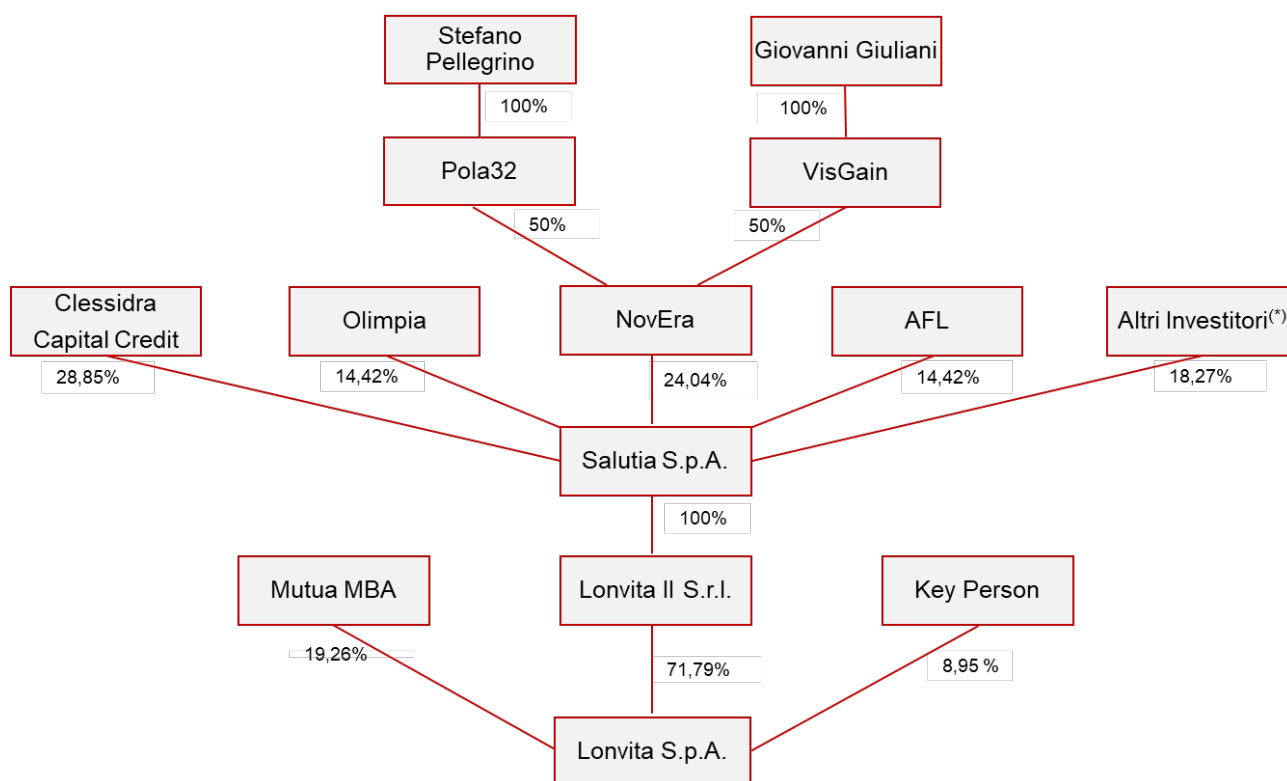 Stefano
Pellegrino
Giovanni Giuliani
100%
100%
Pola32
VisGain
50%
50%
Clessidra
Capital Credit
Olimpia
NovEra
AFL
Altri Investitori(*)
28,85%
14,42%
24,04%
14,42%
18,27%
Salutia S.p.A.
100%
Mutua MBA
Lonvita II S.r.l.
Key Person
19,26%
71,79%
8,95 %
Lonvita S.p.A.